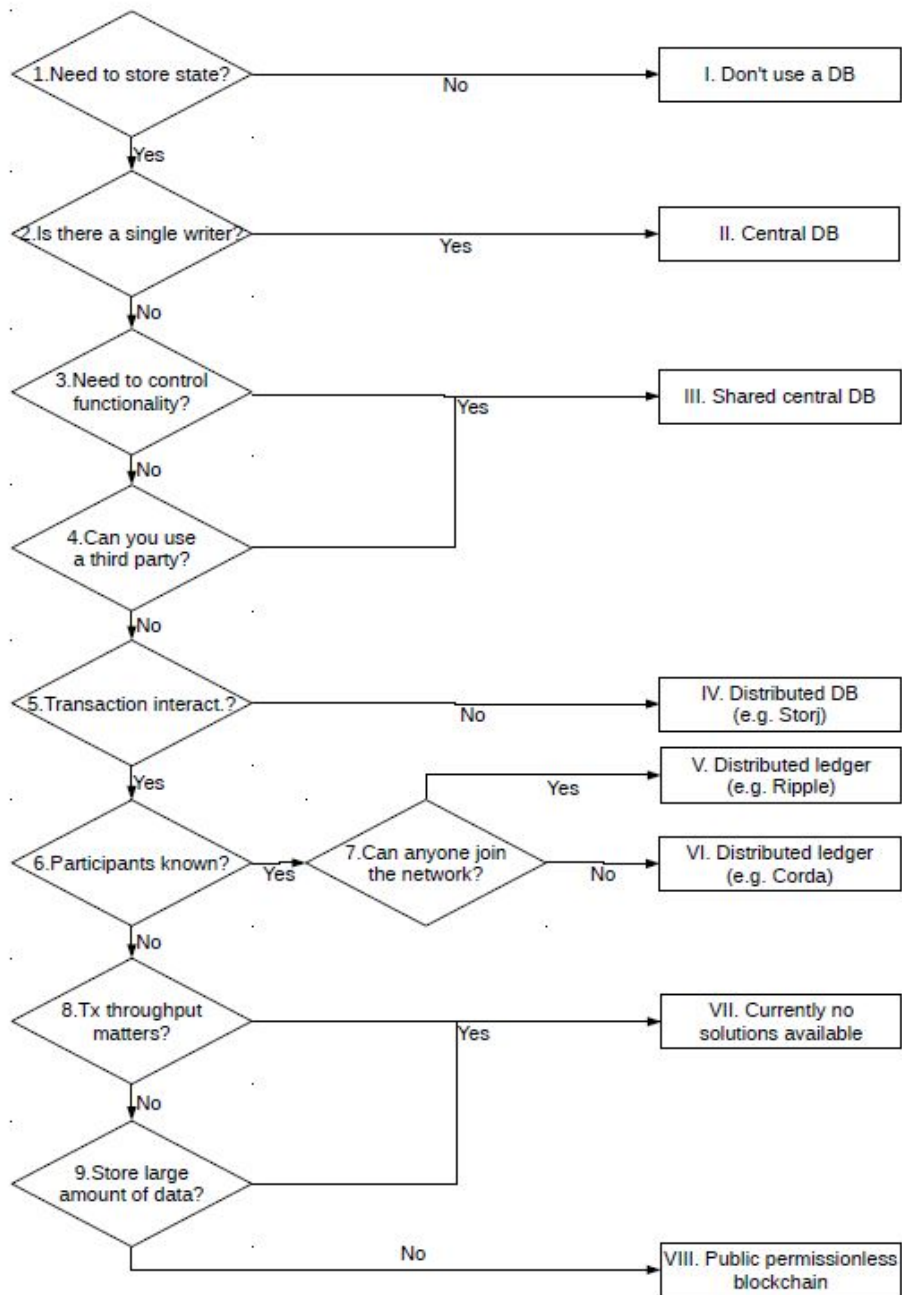 1.Need to store state?
No
I. Don't use a DB
Yes
2.Is there a single writer?
Yes
II. Central DB
No
3.Need to control
functionality?
Yes
III. Shared central DB
No
4.Can you use
a third party?
No
5.Transaction interact.?
No
IV. Distributed DB
(e.g. Storj)
Yes
V. Distributed ledger
(e.g. Ripple)
Yes
6.Participants known?
Yes
7.Can anyone join
the network?
No
VI. Distributed ledger
(e.g. Corda)
No
8.Tx throughput
matters?
Yes
VII. Currently no
solutions available
No
9.Store large
amount of data?
No
VIII. Public permissionless
blockchain